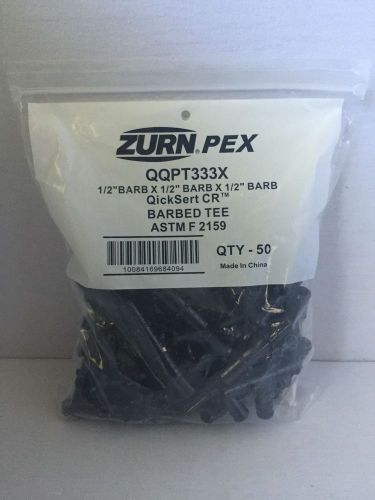 ZURN PEX
QQPT333X
1/2"BARB X 1/2" BARB X 1/2" BARB
QickSert CR™
BARBED TEE
ASTM F 2159
QTY - 50
Made In China
10084169684094